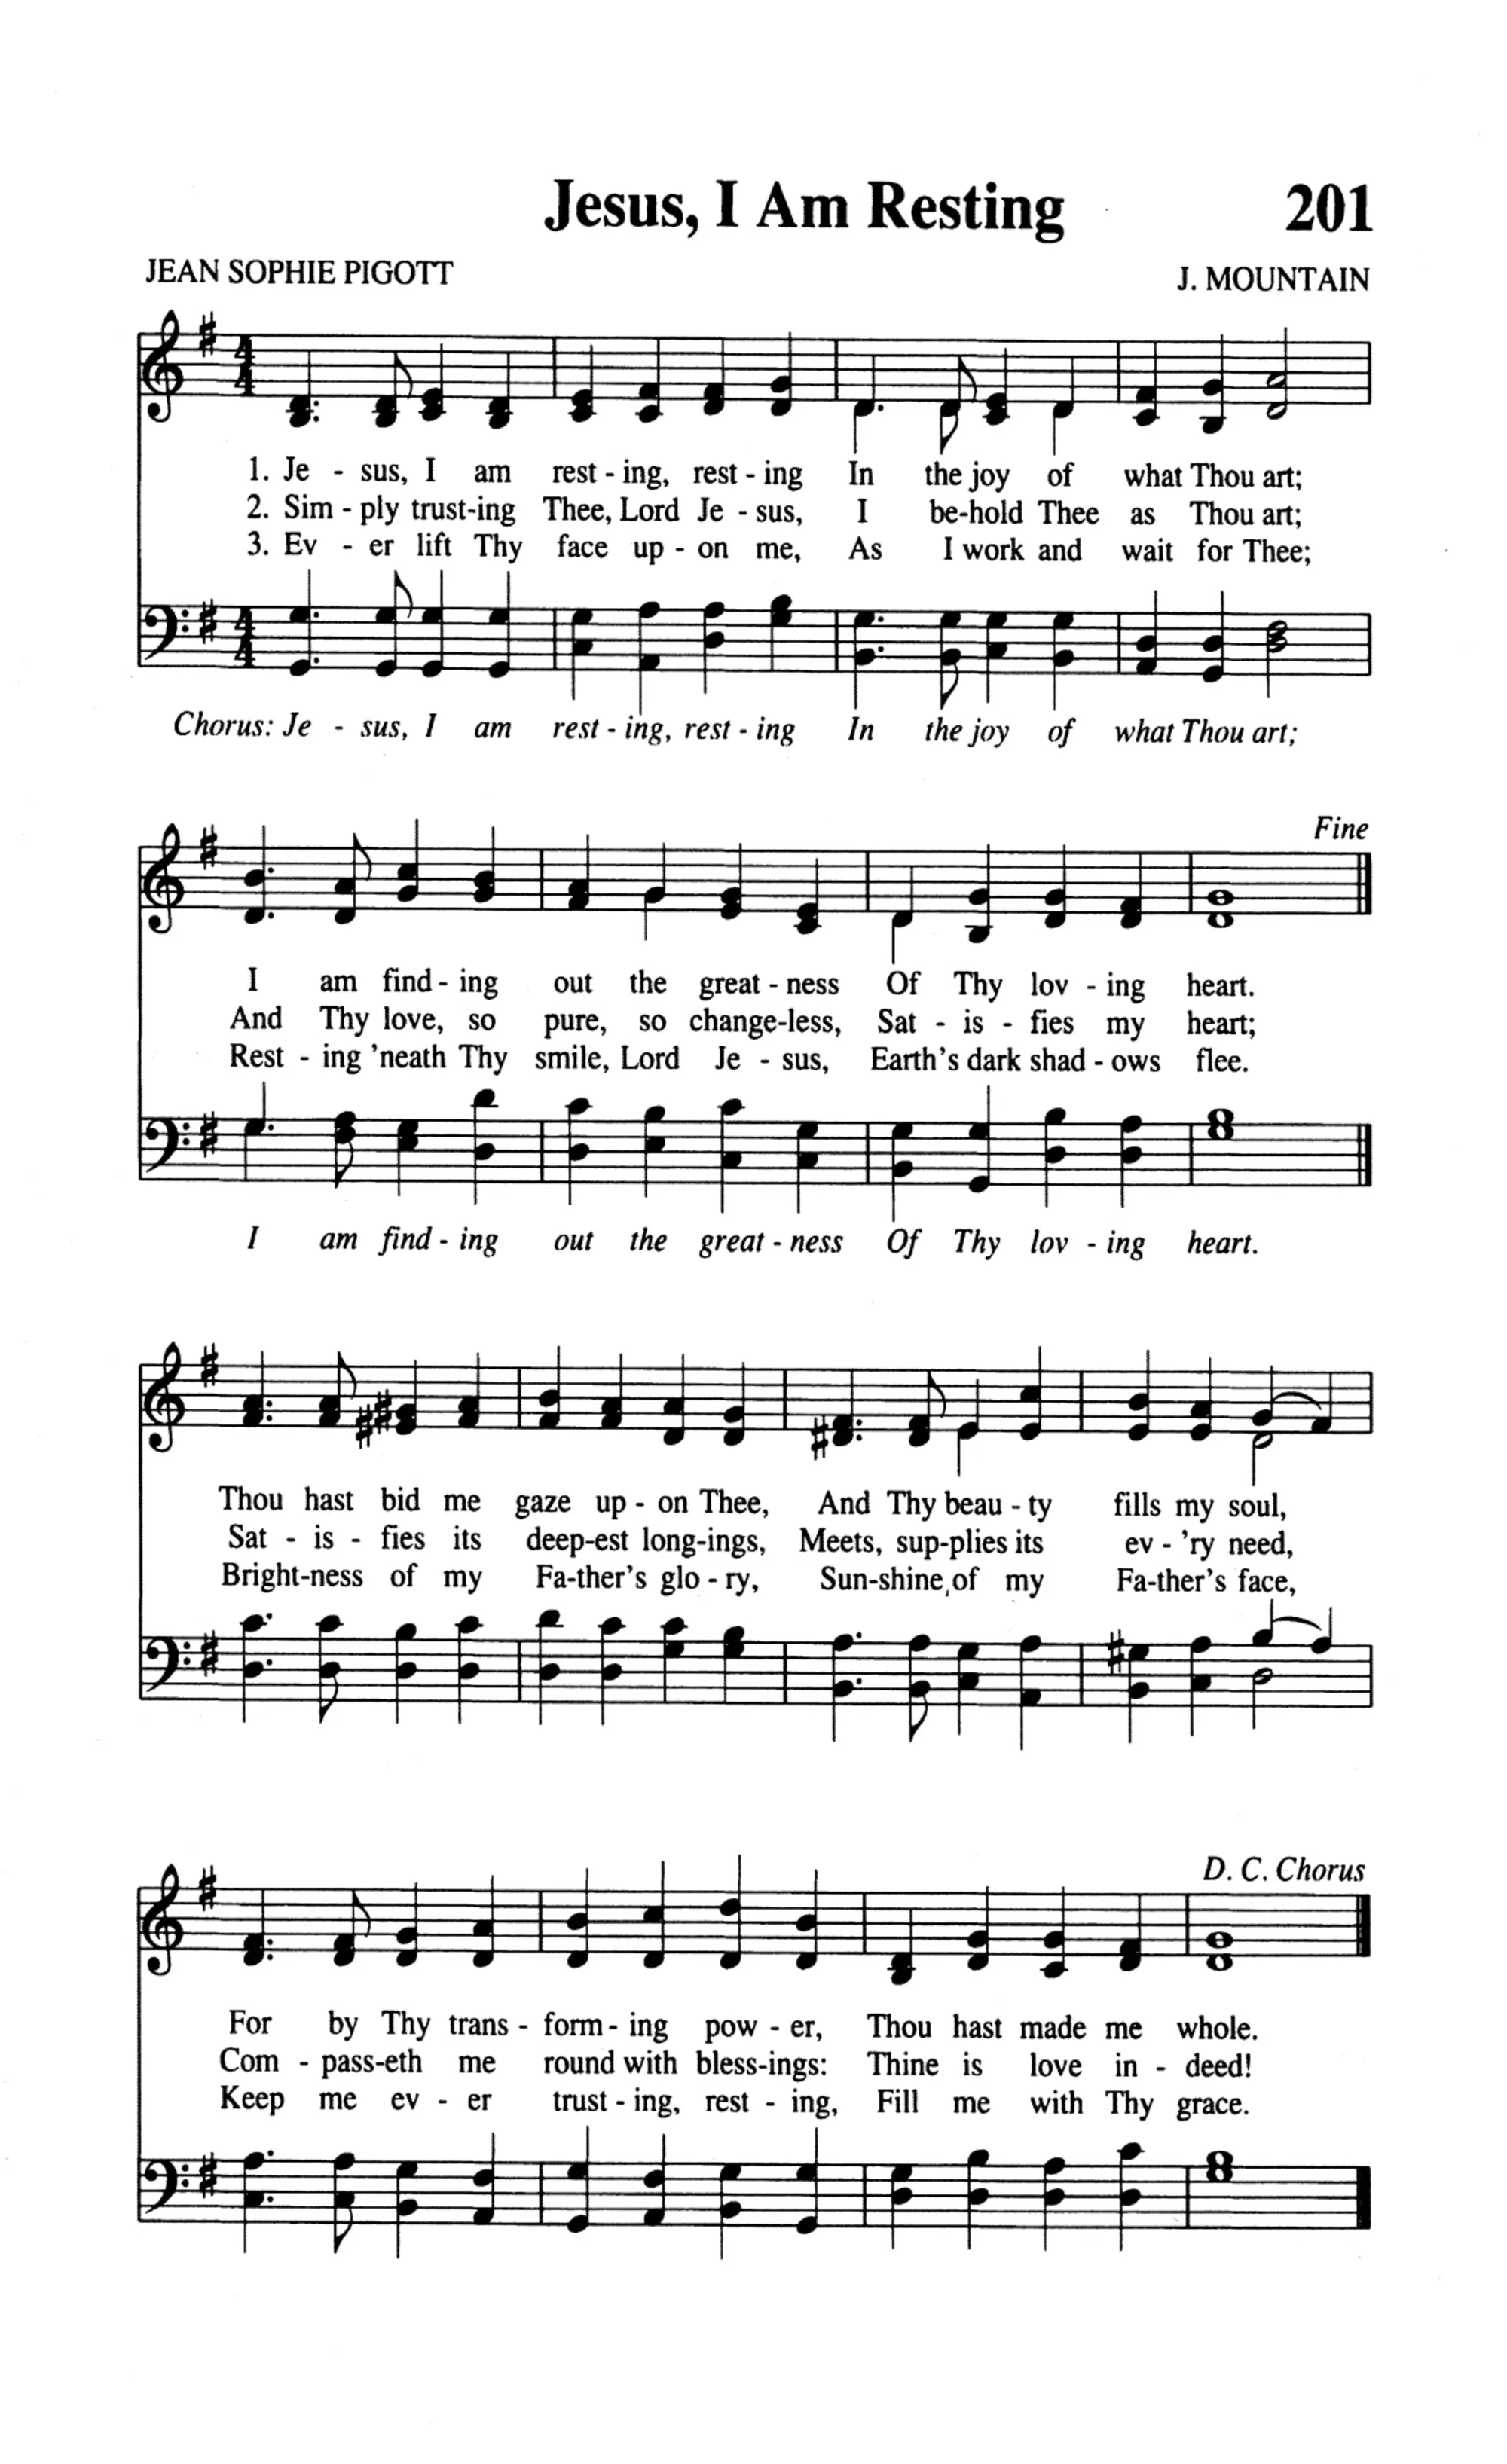 Jesus, I Am Resting 201
JEAN SOPHIE PIGOTT J. MOUNTAIN
1. Je - sus, I am rest - ing, rest - ing In the joy of what Thou art;
2. Sim - ply trust-ing Thee, Lord Je - sus, I be-hold Thee as Thou art;
3. Ev - er lift Thy face up - on me, As I work and wait for Thee;
Chorus: Je - sus, I am rest - ing, rest - ing In the joy of what Thou art;
Fine
I am find - ing out the great - ness Of Thy lov - ing heart.
And Thy love, so pure, so change-less, Sat - is - fies my heart;
Rest - ing 'neath Thy smile, Lord Je - sus, Earth's dark shad - ows flee.
I am find - ing out the great - ness Of Thy lov - ing heart.
Thou hast bid me gaze up - on Thee, And Thy beau - ty fills my soul,
Sat - is - fies its deep-est long-ings, Meets, sup-plies its ev - 'ry need,
Bright-ness of my Fa-ther's glo - ry, Sun-shine of my Fa-ther's face,
D. C. Chorus
For by Thy trans - form - ing pow - er, Thou hast made me whole.
Com - pass-eth me round with bless-ings: Thine is love in - deed!
Keep me ev - er trust - ing, rest - ing, Fill me with Thy grace.